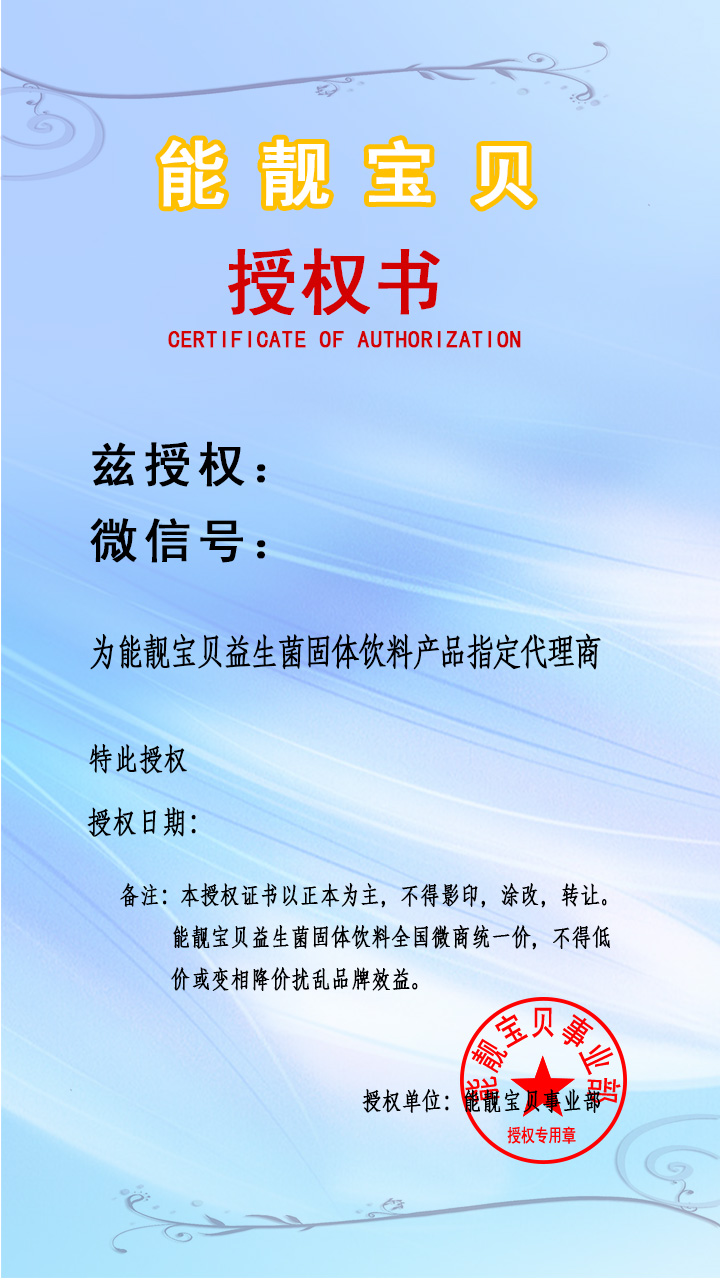 能靓宝贝
授权书
CERTIFICATE OF AUTHORIZATION
兹授权：
微信号：
为能靓宝贝益生菌固体饮料产品指定代理商
特此授权
授权日期：
备注：本授权证书以正本为主，不得影印，涂改，转让。
能靓宝贝益生菌固体饮料全国微商统一价，不得低
价或变相降价扰乱品牌效益。
能靓宝贝事业部
授权单位：能靓宝贝事业部
授权专用章